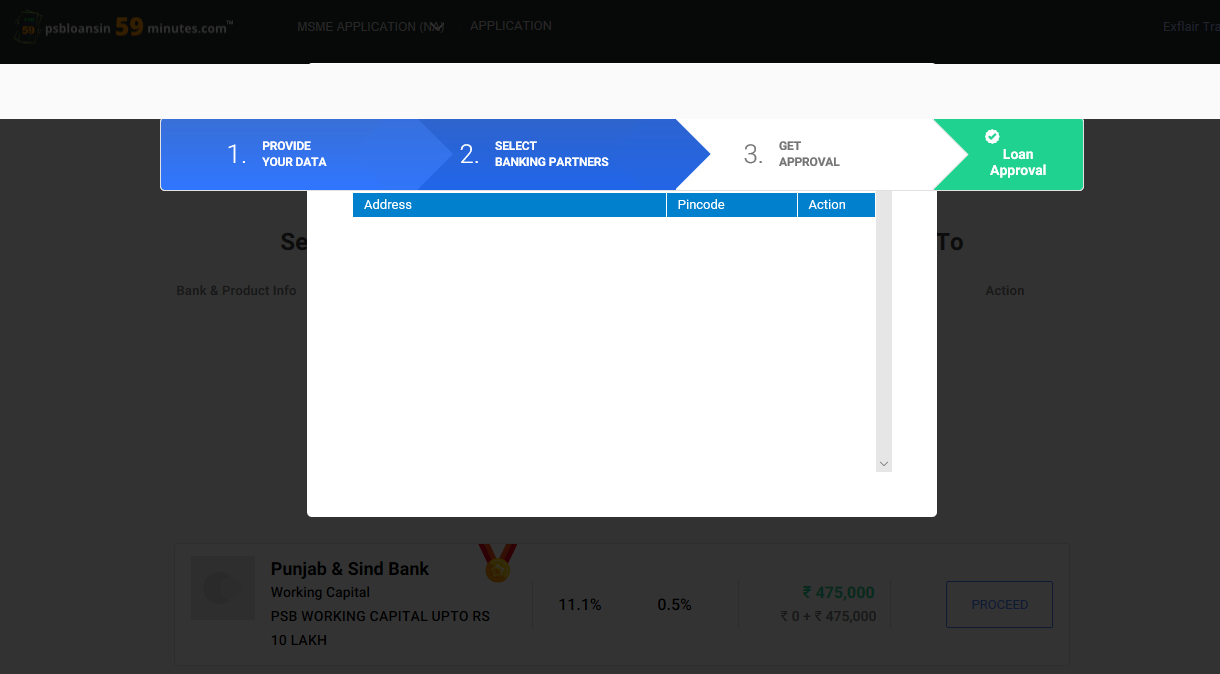 59 psbloansin 59 minutes.com™
MSME APPLICATION
APPLICATION
Exflair Tra
1. PROVIDE
YOUR DATA
2. SELECT
BANKING PARTNERS
3. GET
APPROVAL
Loan
Approval
Address Pincode Action
Se
To
Bank & Product Info
Action
Punjab & Sind Bank
Working Capital
PSB WORKING CAPITAL UPTO RS
10 LAKH
11.1%
0.5%
₹ 475,000
₹ 0 + ₹ 475,000
PROCEED